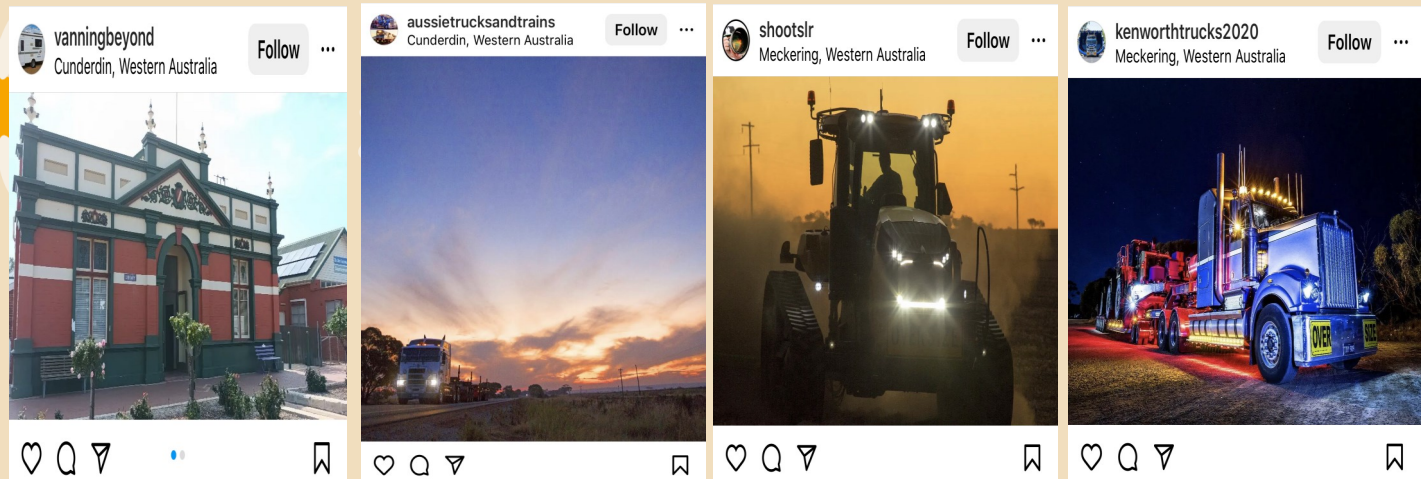 vanningbeyond
Cunderdin, Western Australia
Follow
aussietrucksandtrains
Cunderdin, Western Australia
Follow
shootslr
Meckering, Western Australia
Follow
kenworthtrucks2020
Meckering, Western Australia
Follow
OVER